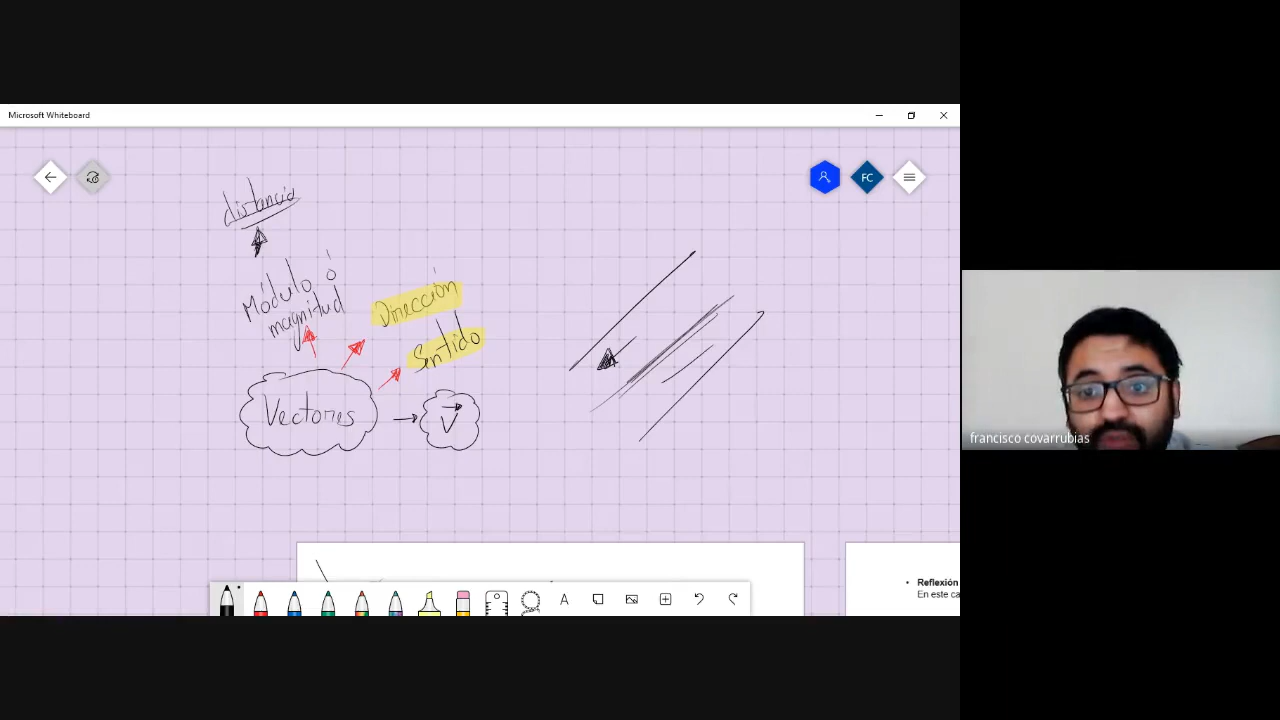 Microsoft Whiteboard
FC
distancia
Módulo ó
magnitud
Dirección
Sentido
Vectores
V
Reflexión
En este ca
A
francisco covarrubias